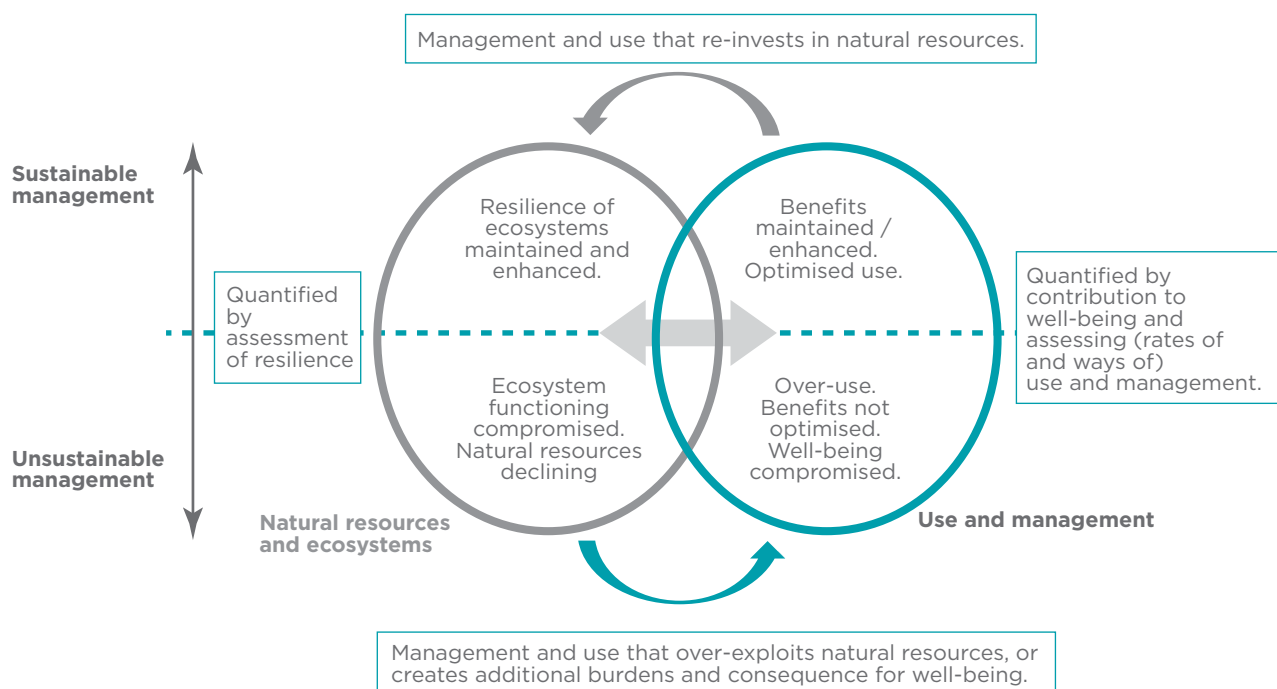 Management and use that re-invests in natural resources.
Sustainable
management
Resilience of
ecosystems
maintained and
enhanced.
Benefits
maintained /
enhanced.
Optimised use.
Quantified
by
assessment
of resilience
Quantified by
contribution to
well-being and
assessing (rates of
and ways of)
use and management.
Ecosystem
functioning
compromised.
Natural resources
declining
Over-use.
Benefits not
optimised.
Well-being
compromised.
Unsustainable
management
Natural resources
and ecosystems
Use and management
Management and use that over-exploits natural resources, or
creates additional burdens and consequence for well-being.